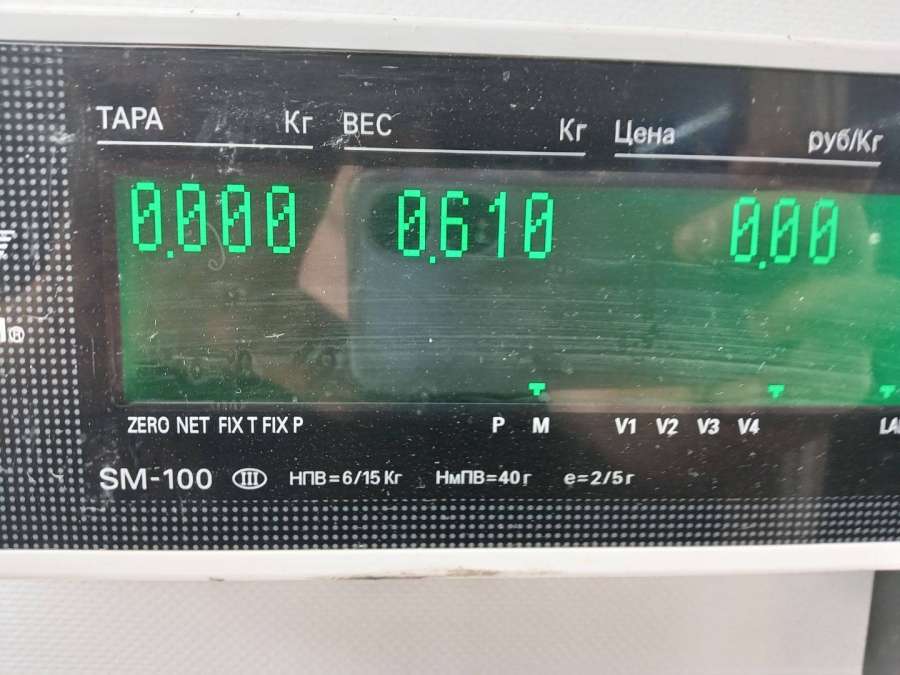 ТАРА Кг ВЕС Кг Цена руб/Кг
0.000 0.610 0.00
ZERO NET FIX T FIX P P M V1 V2 V3 V4
SM-100 III НПВ=6/15 Кг НмПВ=40 г e=2/5 г